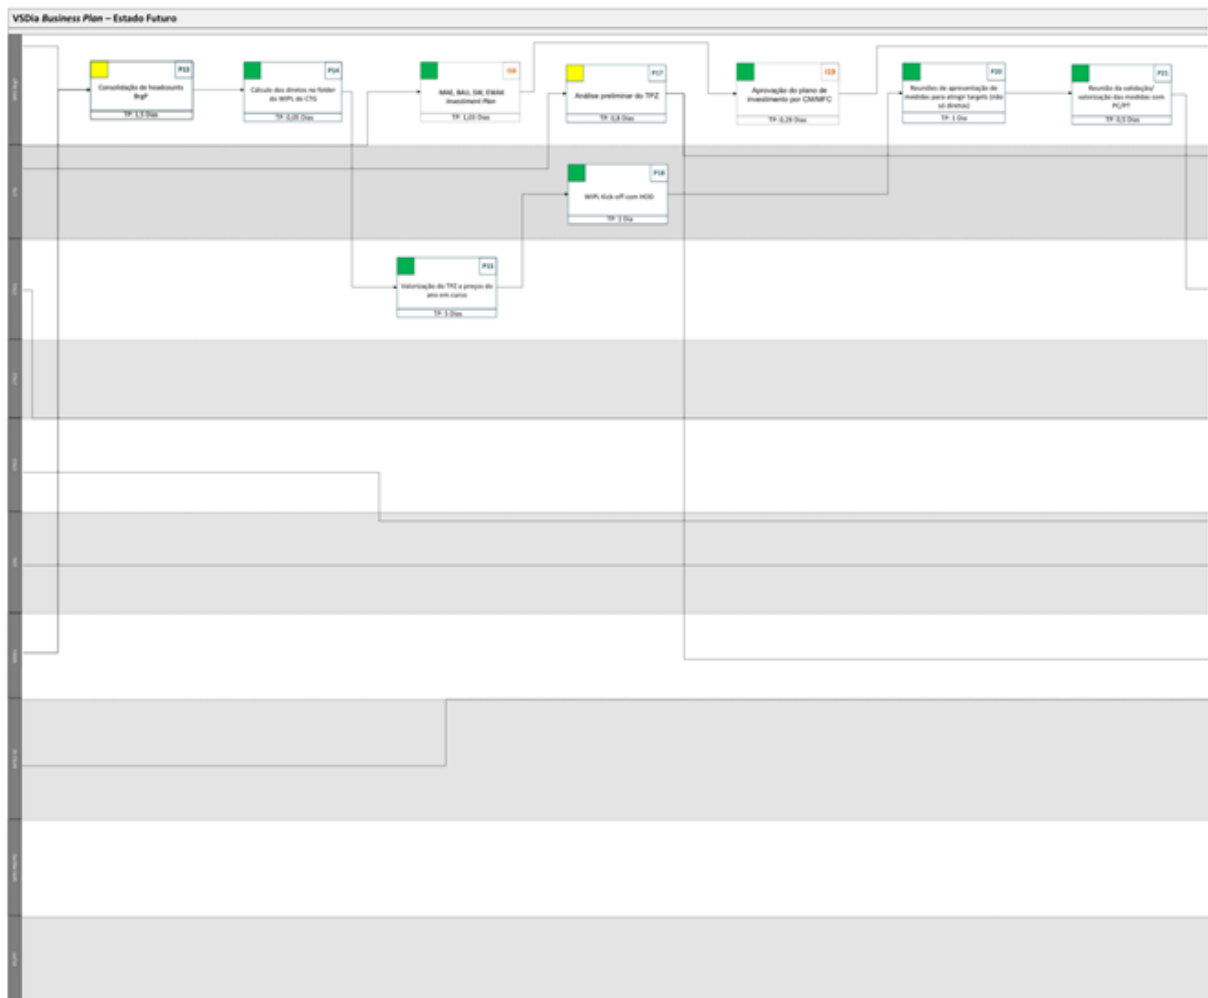 VSDia Business Plan – Estado Futuro
P13
Consolidação de headcounts
BcgP
TP: 1,5 Dias
P14
Cálculo dos diretos na folder
do WIPL do CTG
TP: 0,05 Dias
I16
MAE, BAU, SW, EWAK
Investment Plan
TP: 1,03 Dias
P17
Análise preliminar do TPZ
TP: 0,8 Dias
I19
Aprovação do plano de
investimento por CM/MFC
TP: 0,29 Dias
P20
Reuniões de apresentação de
medidas para atingir targets (não
só diretos)
TP: 1 Dia
P21
Reunião da validação/
valorização das medidas com
PC/PT
TP: 0,5 Dias
P18
WIPL Kick-off com HOD
TP: 1 Dia
P15
Valorização do TPZ a preços do
ano em curso
TP: 5 Dias